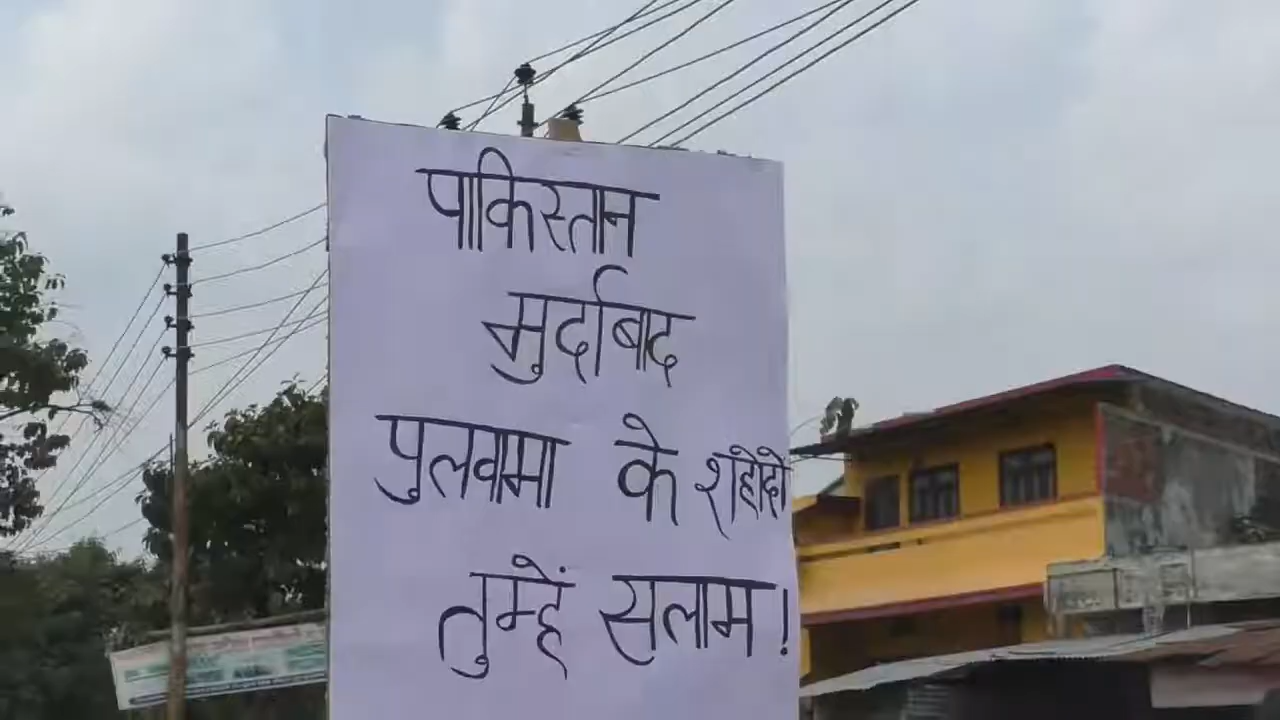 पाकिस्तान
मुर्दाबाद
पुलवामा के शहीदों
तुम्हें सलाम!